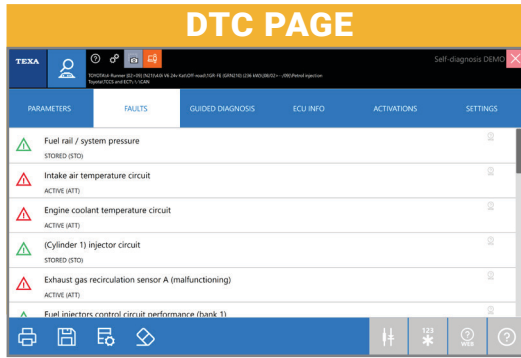 DTC PAGE
TEXA
Self-diagnosis DEMO
PARAMETERS
FAULTS
GUIDED DIAGNOSIS
ECU INFO
ACTIVATIONS
SETTINGS
Fuel rail / system pressure
STORED (STO)
Intake air temperature circuit
ACTIVE (ATT)
Engine coolant temperature circuit
ACTIVE (ATT)
(Cylinder 1) injector circuit
STORED (STO)
Exhaust gas recirculation sensor A (malfunctioning)
ACTIVE (ATT)
Fuel injectors control circuit performance (bank 1)
123
WEB